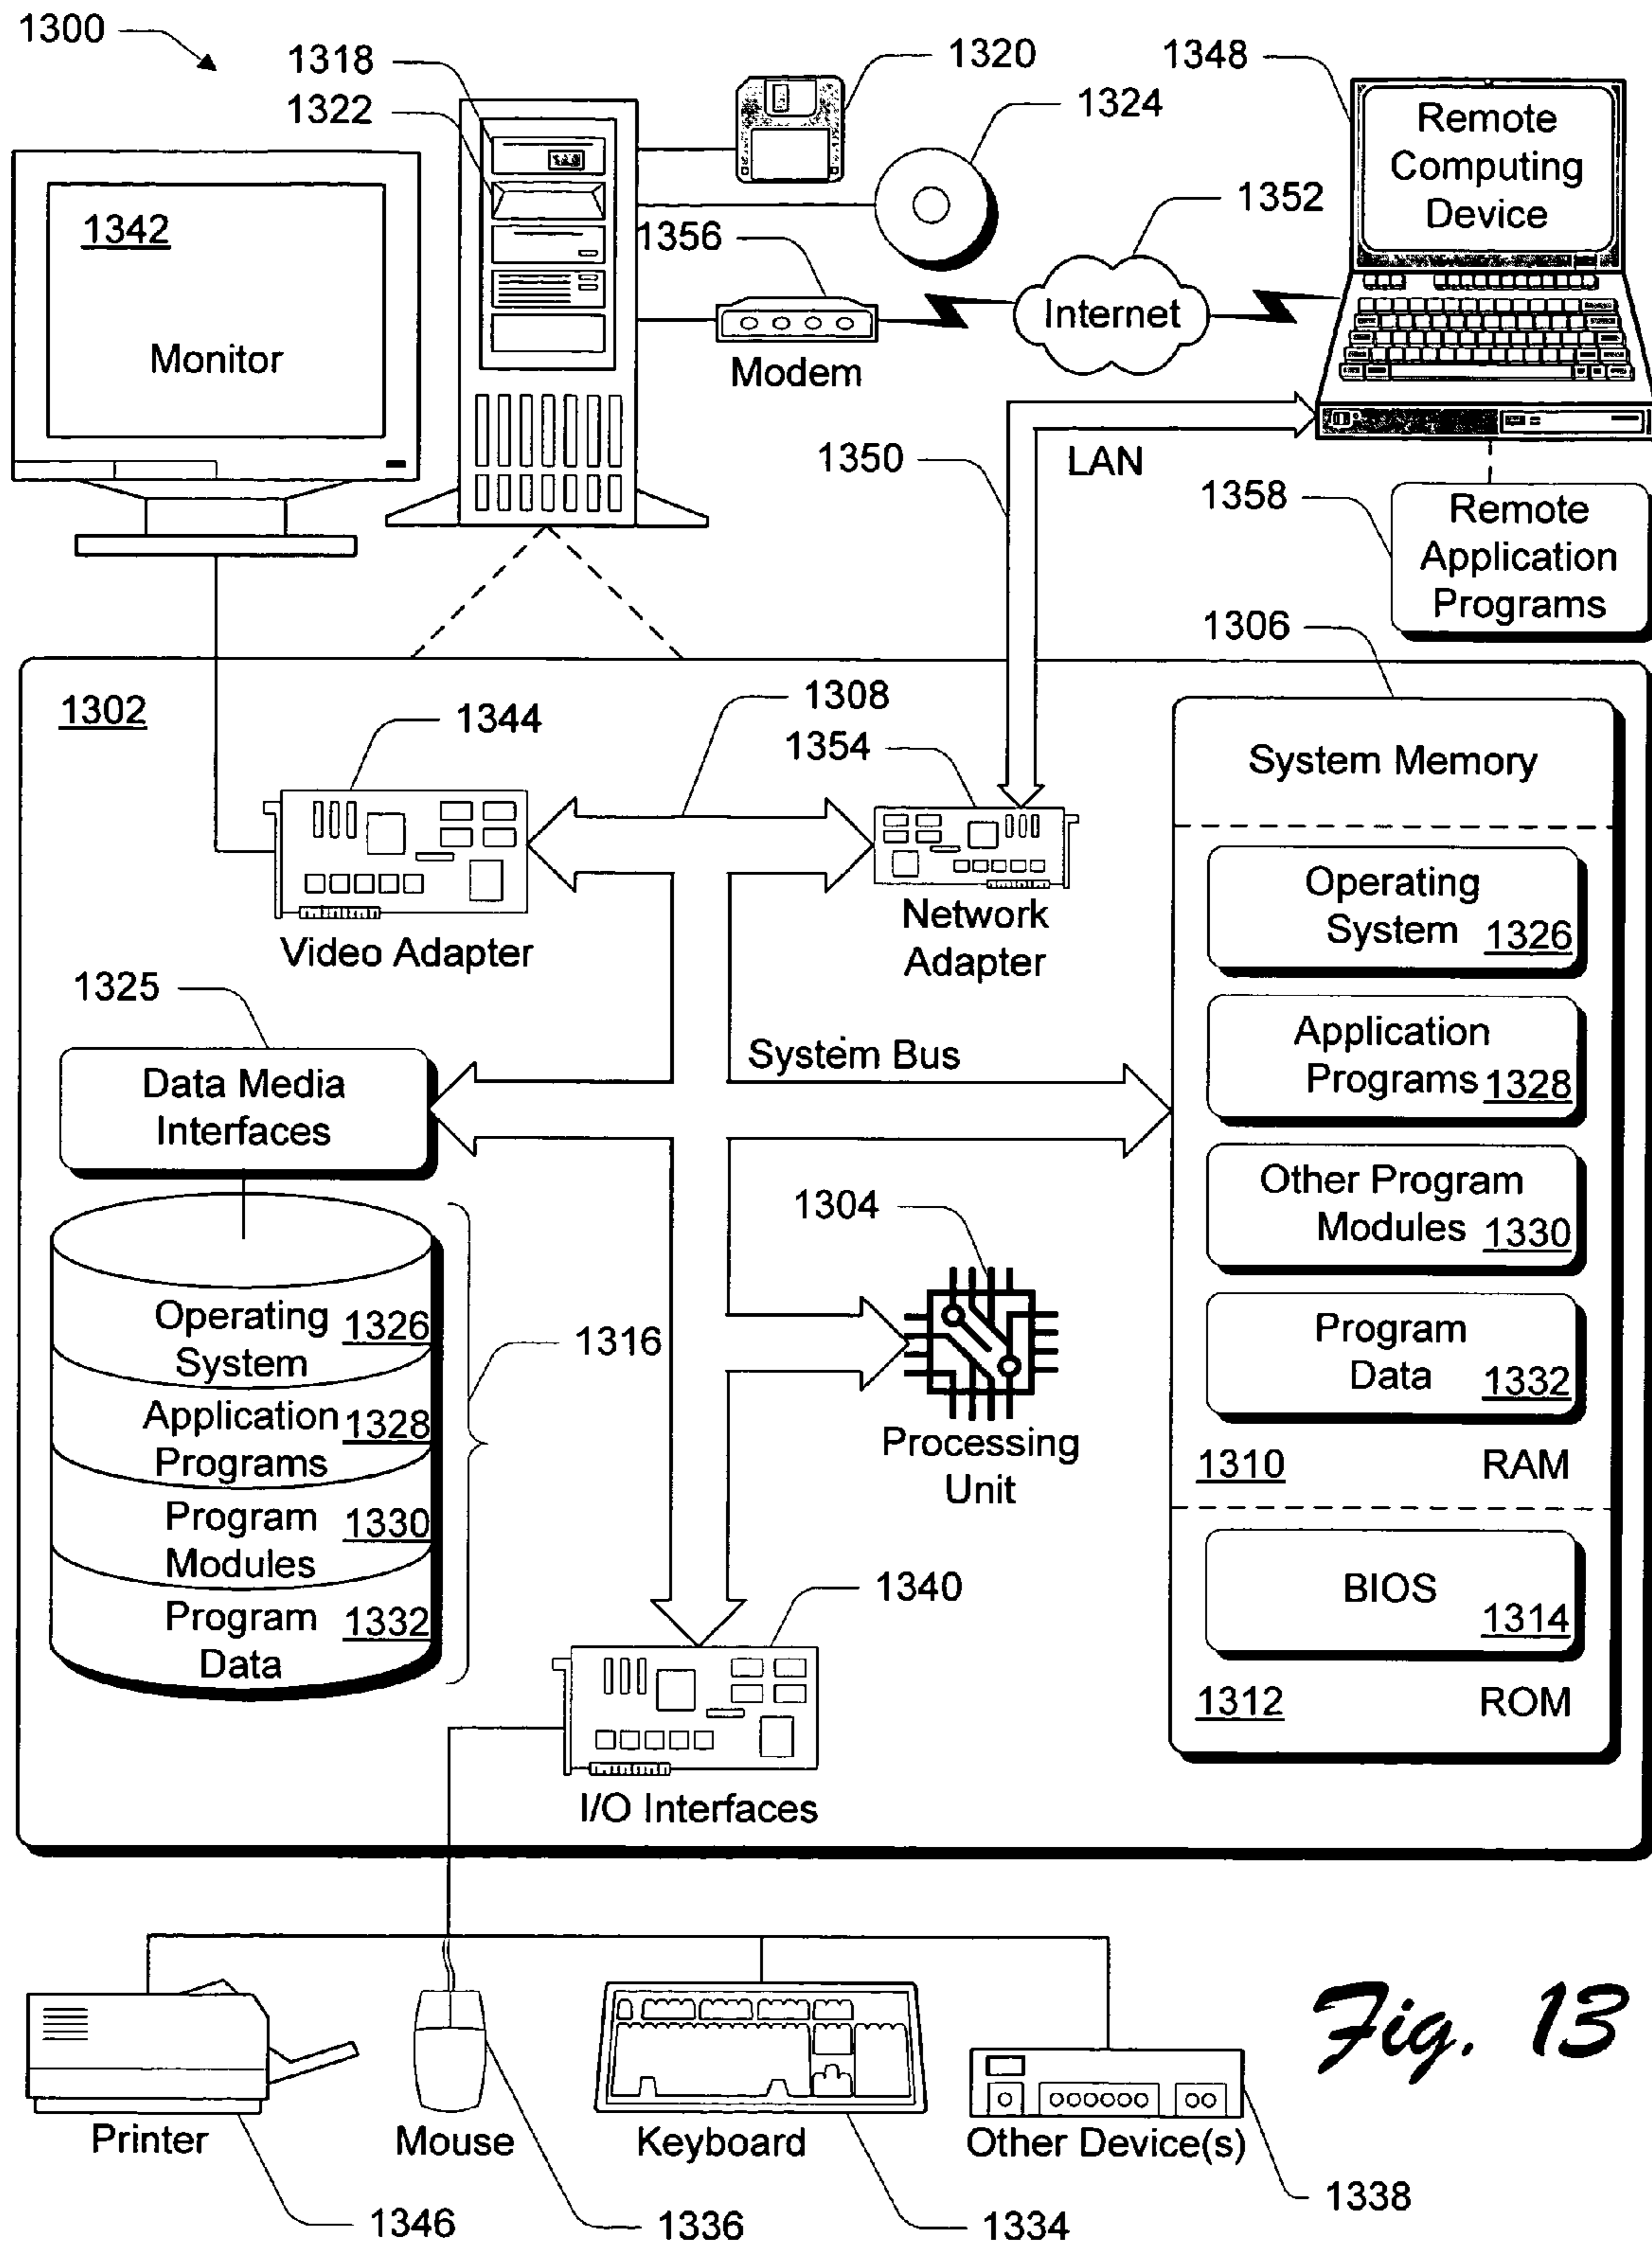 1300
1318
1322
1320
1324
1348
Remote
Computing
Device
1352
1342
Monitor
1356
Modem
Internet
1350
LAN
1358
Remote
Application
Programs
1306
1302
1344
1308
1354
Video Adapter
Network
Adapter
System Memory
Operating
System 1326
Application
Programs 1328
Other Program
Modules 1330
Program
Data 1332
1310 RAM
BIOS
1314
1312 ROM
1325
Data Media
Interfaces
System Bus
1304
Processing
Unit
Operating 1326
System
Application 1328
Programs
Program 1330
Modules
Program 1332
Data
1316
1340
I/O Interfaces
Printer
Mouse
Keyboard
Other Device(s)
1346
1336
1334
1338
Fig. 13